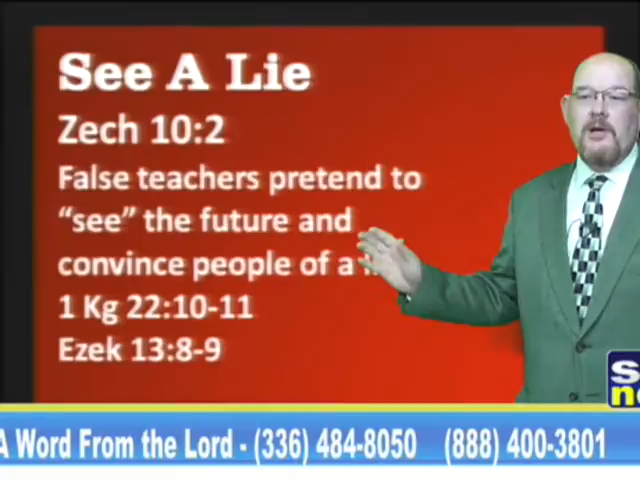 See A Lie
Zech 10:2
False teachers pretend to
“see” the future and
convince people of a
1 Kg 22:10-11
Ezek 13:8-9
A Word From the Lord - (336) 484-8050 (888) 400-3801